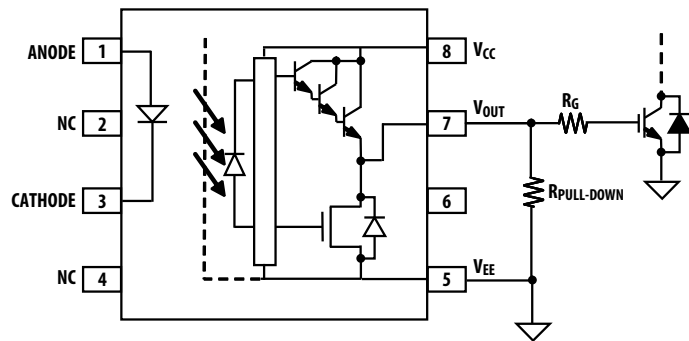 ANODE 1
NC 2
CATHODE 3
NC 4
8 VCC
7 VOUT
6
5 VEE
RG
RPULL-DOWN